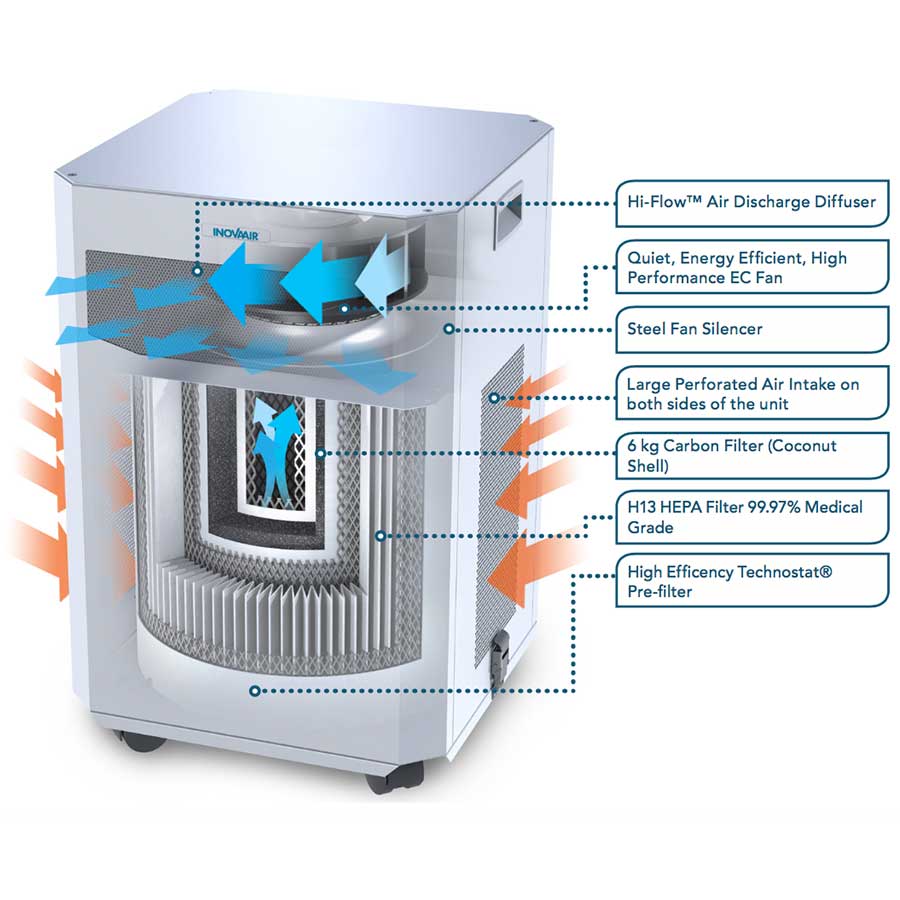 INOVAAIR
Hi-Flow™ Air Discharge Diffuser
Quiet, Energy Efficient, High
Performance EC Fan
Steel Fan Silencer
Large Perforated Air Intake on
both sides of the unit
6 kg Carbon Filter (Coconut
Shell)
H13 HEPA Filter 99.97% Medical
Grade
High Efficency Technostat®
Pre-filter